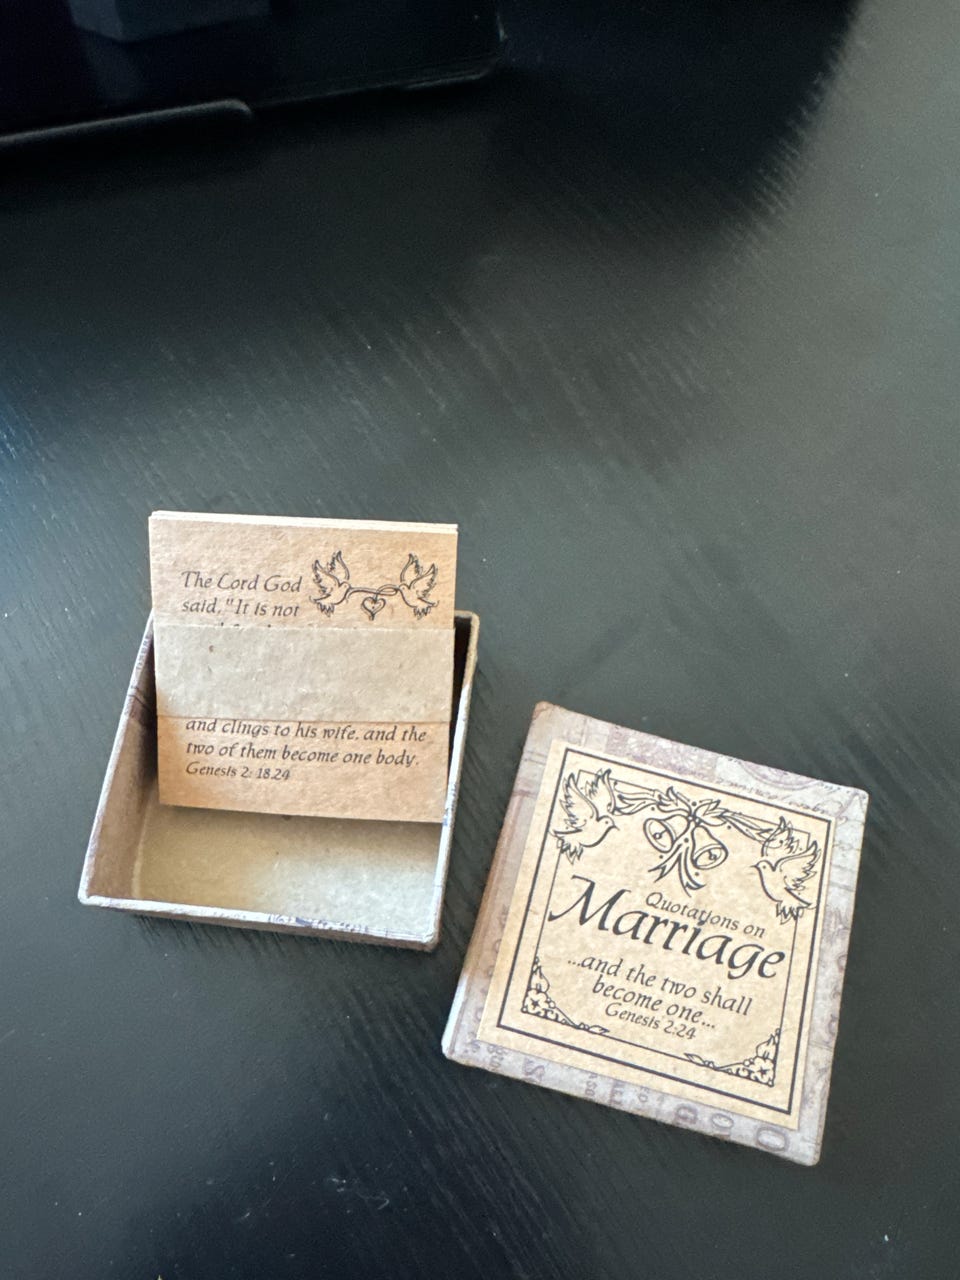 The Lord God
said, "It is not
and clings to his wife, and the
two of them become one body.
Genesis 2: 18.24
Quotations on
Marriage
...and the two shall
become one...
Genesis 2:24